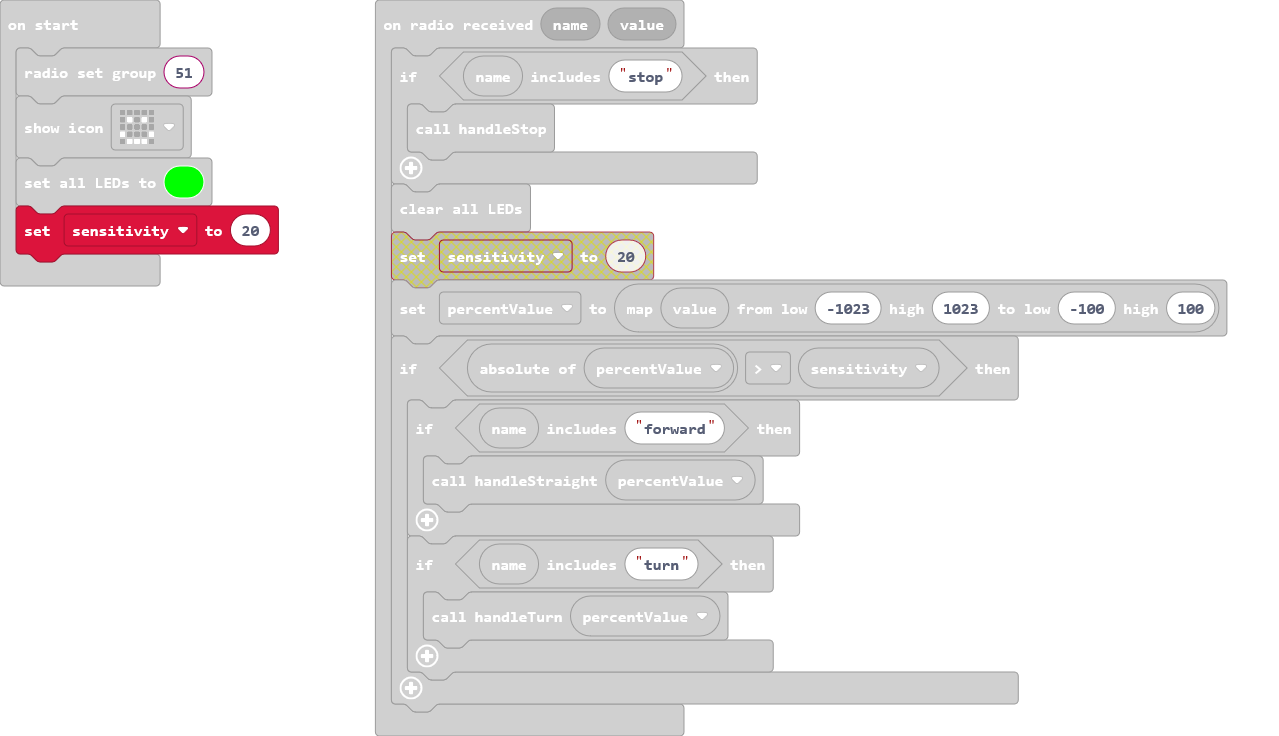 on start
radio set group 51
show icon
set all LEDs to
set sensitivity to 20
on radio received name value
if name includes "stop" then
call handleStop
clear all LEDs
set sensitivity to 20
set percentValue to map value from low -1023 high 1023 to low -100 high 100
if absolute of percentValue > sensitivity then
if name includes "forward" then
call handleStraight percentValue
if name includes "turn" then
call handleTurn percentValue